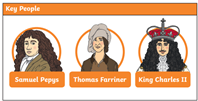 Key People
Samuel Pepys
Thomas Farriner
King Charles II